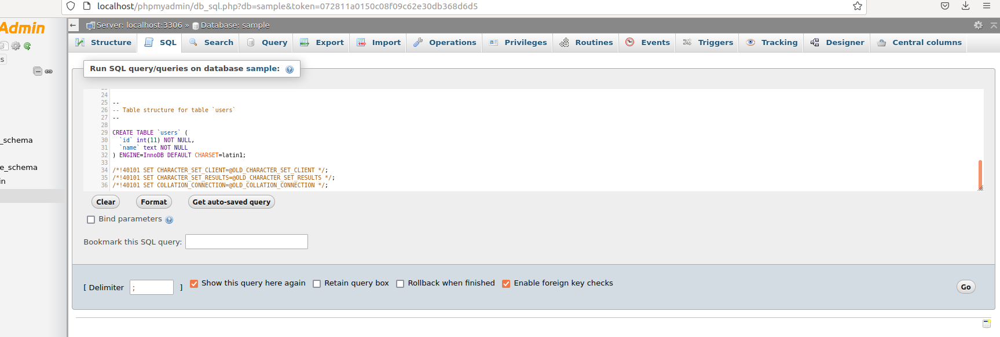 localhost/phpmyadmin/db_sql.php?db=sample&token=072811a0150c08f09c62e30db368d6d5
Admin
Server: localhost:3306 » Database: sample
Structure SQL Search Query Export Import Operations Privileges Routines Events Triggers Tracking Designer Central columns
s
Run SQL query/queries on database sample:
24
25 --
26 -- Table structure for table `users`
27 --
28
29 CREATE TABLE `users` (
30 `id` int(11) NOT NULL,
31 `name` text NOT NULL
32 ) ENGINE=InnoDB DEFAULT CHARSET=latin1;
33
34 /*!40101 SET CHARACTER_SET_CLIENT=@OLD_CHARACTER_SET_CLIENT */;
35 /*!40101 SET CHARACTER_SET_RESULTS=@OLD_CHARACTER_SET_RESULTS */;
36 /*!40101 SET COLLATION_CONNECTION=@OLD_COLLATION_CONNECTION */;
_schema
e_schema
in
Clear Format Get auto-saved query
Bind parameters
Bookmark this SQL query:
[ Delimiter ; ] Show this query here again Retain query box Rollback when finished Enable foreign key checks
Go